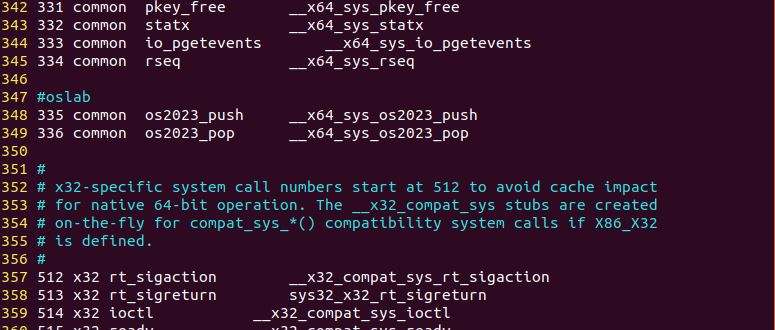 342 331 common pkey_free __x64_sys_pkey_free
343 332 common statx __x64_sys_statx
344 333 common io_pgetevents __x64_sys_io_pgetevents
345 334 common rseq __x64_sys_rseq
346
347 #oslab
348 335 common os2023_push __x64_sys_os2023_push
349 336 common os2023_pop __x64_sys_os2023_pop
350
351 #
352 # x32-specific system call numbers start at 512 to avoid cache impact
353 # for native 64-bit operation. The __x32_compat_sys stubs are created
354 # on-the-fly for compat_sys_*() compatibility system calls if X86_X32
355 # is defined.
356 #
357 512 x32 rt_sigaction __x32_compat_sys_rt_sigaction
358 513 x32 rt_sigreturn sys32_x32_rt_sigreturn
359 514 x32 ioctl __x32_compat_sys_ioctl
360 515 x32 readv __x32_compat_sys_readv